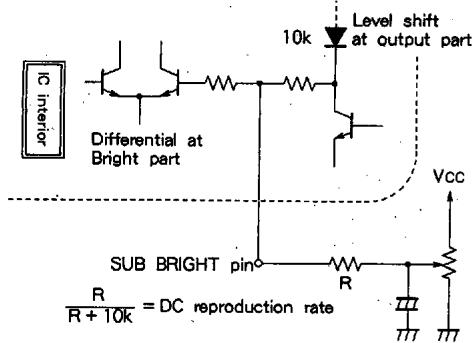 Level shift
at output part
10k
IC interior
Differential at
Bright part
VCC
SUB BRIGHT pin
R
R
R + 10k
= DC reproduction rate